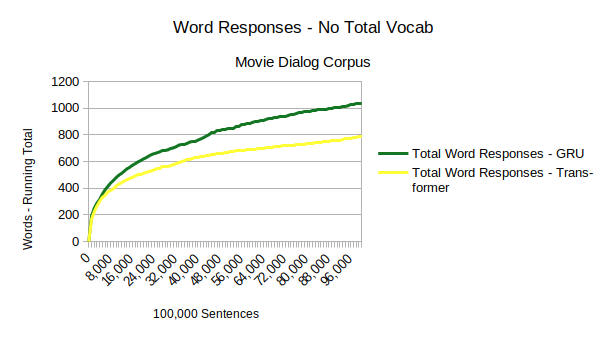 Word Responses - No Total Vocab
Movie Dialog Corpus
Words - Running Total
1200
1000
800
600
400
200
0
0
8,000
16,000
24,000
32,000
40,000
48,000
56,000
64,000
72,000
80,000
88,000
96,000
100,000 Sentences
Total Word Responses - GRU
Total Word Responses - Trans-
former